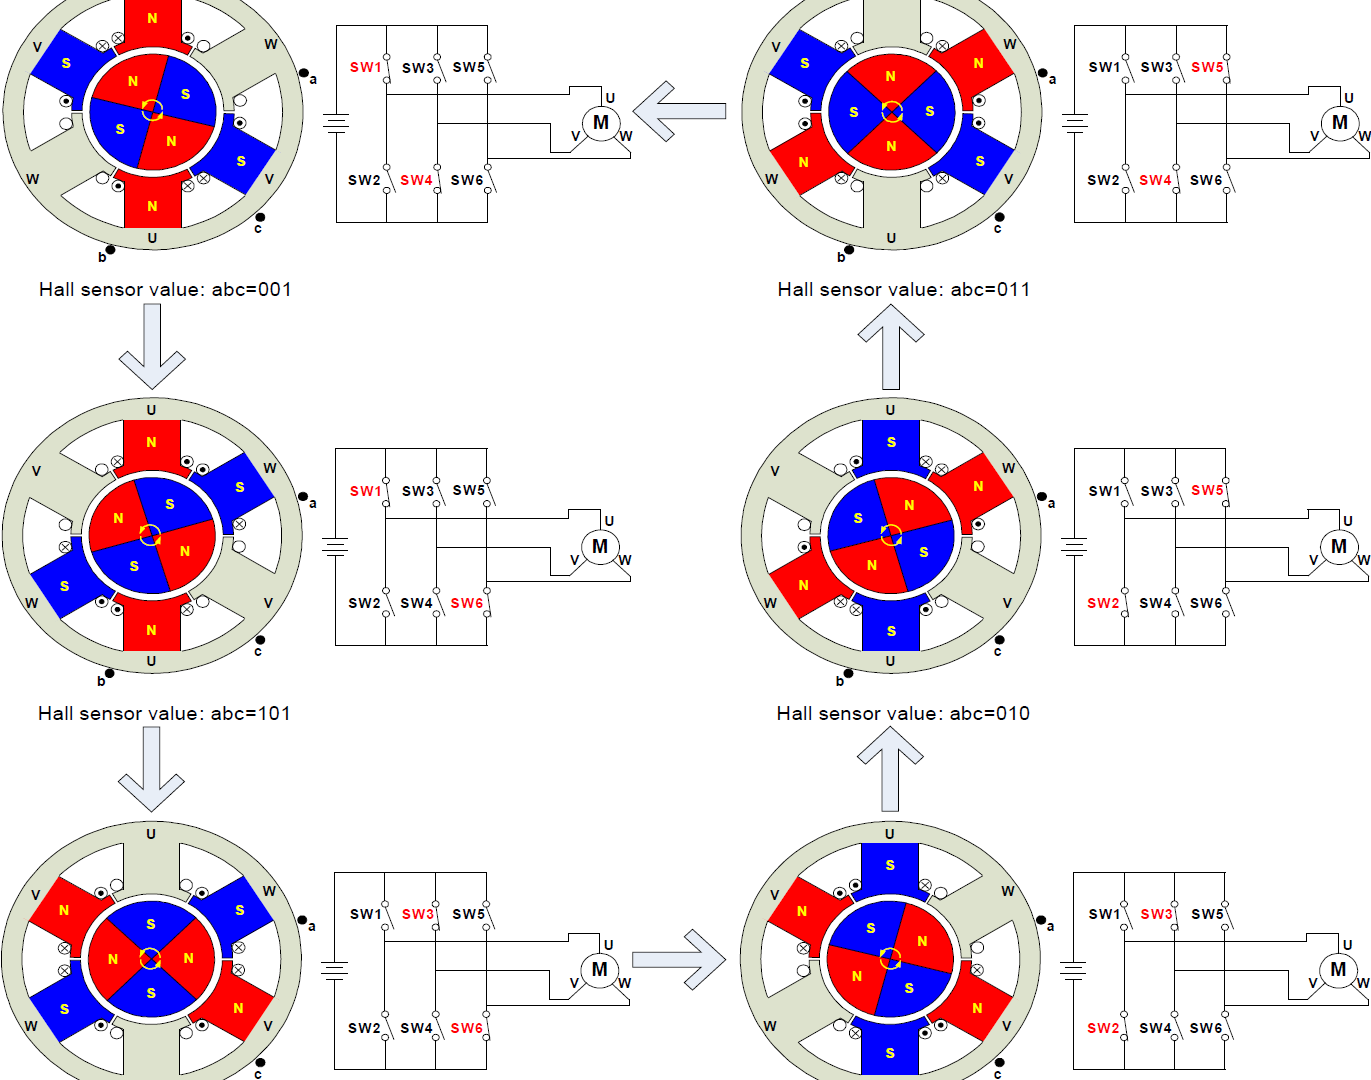 N
V S W
a
N S
S N
S
W V
N
U
b c
SW1 SW3 SW5
U
M
V W
SW2 SW4 SW6
V S N W
a
N
S S
N
N S
W V
U
b c
SW1 SW3 SW5
U
M
V W
SW2 SW4 SW6
Hall sensor value: abc=001
Hall sensor value: abc=011
U
N
V S W
a
N S
S N
S
W V
N
U
b c
SW1 SW3 SW5
U
M
V W
SW2 SW4 SW6
U
S
V N W
a
S N
N S
N
W V
S
U
b c
SW1 SW3 SW5
U
M
V W
SW2 SW4 SW6
Hall sensor value: abc=101
Hall sensor value: abc=010
U
V N S W
a
S
N N
S
S N
W V
c
SW1 SW3 SW5
U
M
V W
SW2 SW4 SW6
U
S
V N W
a
S N
N S
N
W V
S
c
SW1 SW3 SW5
U
M
V W
SW2 SW4 SW6